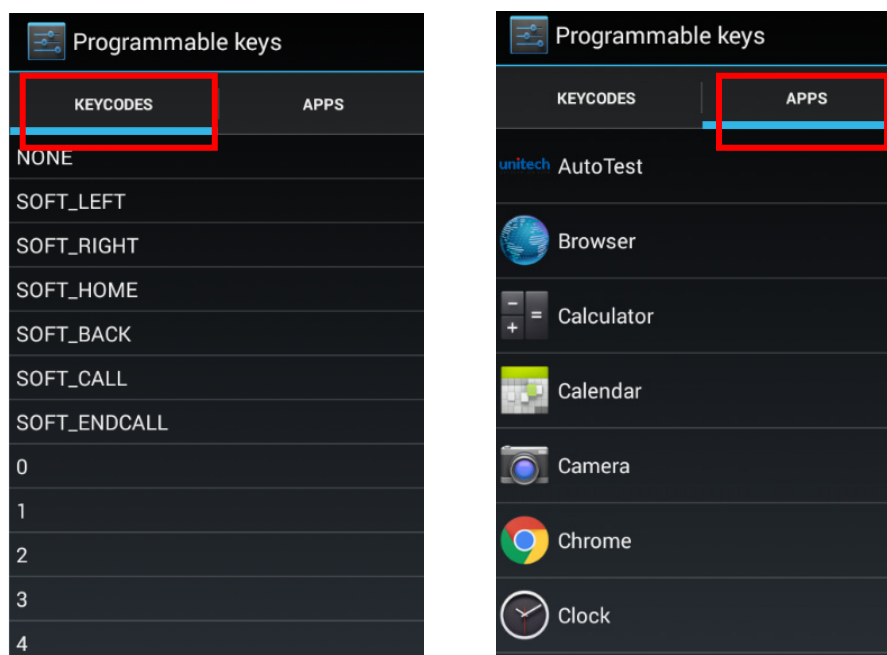 Programmable keys
KEYCODES APPS
NONE
SOFT_LEFT
SOFT_RIGHT
SOFT_HOME
SOFT_BACK
SOFT_CALL
SOFT_ENDCALL
0
1
2
3
4
Programmable keys
KEYCODES APPS
unitech AutoTest
Browser
Calculator
Calendar
Camera
Chrome
Clock